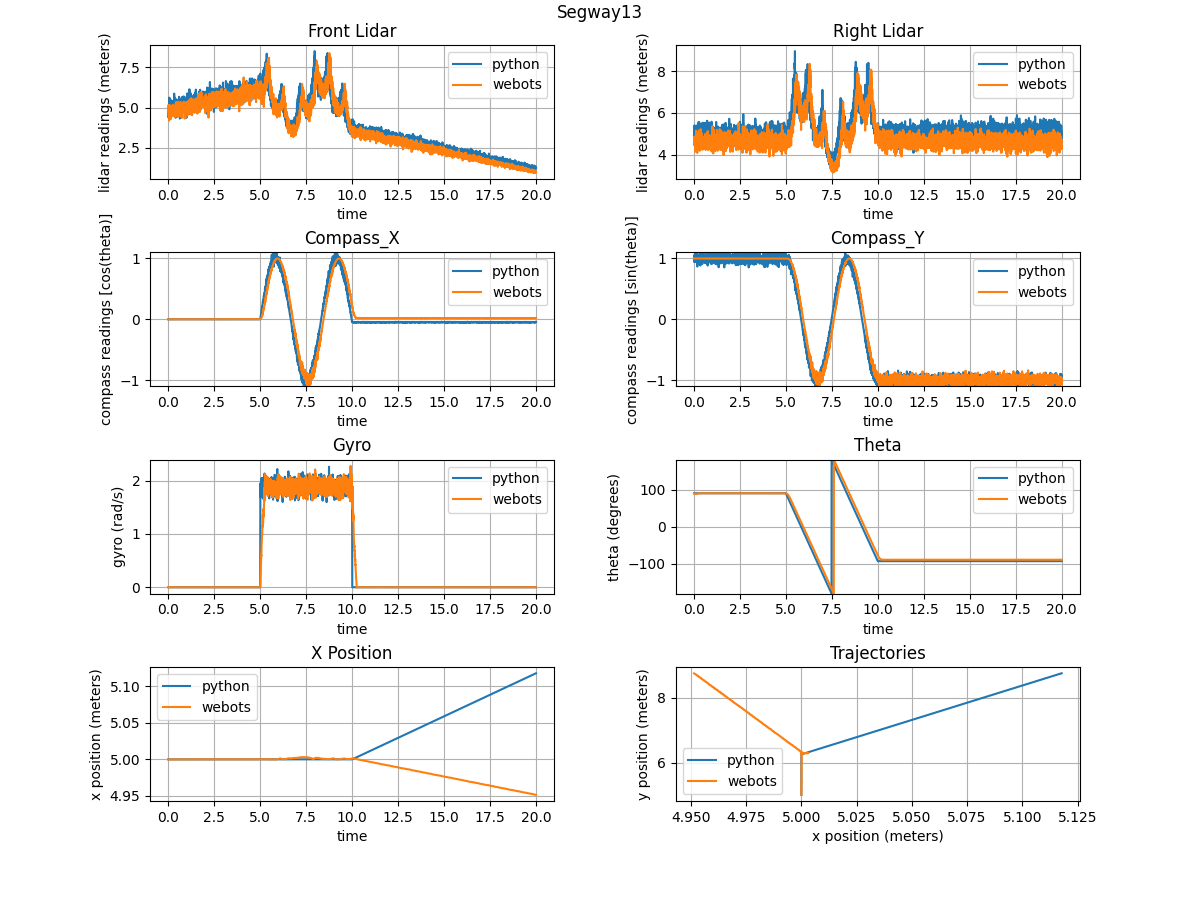 Segway13
Front Lidar
lidar readings (meters)
7.5
5.0
2.5
python
webots
0.0 2.5 5.0 7.5 10.0 12.5 15.0 17.5 20.0
time
Right Lidar
lidar readings (meters)
8
6
4
python
webots
0.0 2.5 5.0 7.5 10.0 12.5 15.0 17.5 20.0
time
Compass_X
compass readings [cos(theta)]
1
0
−1
python
webots
0.0 2.5 5.0 7.5 10.0 12.5 15.0 17.5 20.0
time
Compass_Y
compass readings [sin(theta)]
1
0
−1
python
webots
0.0 2.5 5.0 7.5 10.0 12.5 15.0 17.5 20.0
time
Gyro
gyro (rad/s)
2
1
0
python
webots
0.0 2.5 5.0 7.5 10.0 12.5 15.0 17.5 20.0
time
Theta
theta (degrees)
100
0
−100
python
webots
0.0 2.5 5.0 7.5 10.0 12.5 15.0 17.5 20.0
time
X Position
x position (meters)
5.10
5.05
5.00
4.95
python
webots
0.0 2.5 5.0 7.5 10.0 12.5 15.0 17.5 20.0
time
Trajectories
y position (meters)
8
6
python
webots
4.950 4.975 5.000 5.025 5.050 5.075 5.100 5.125
x position (meters)